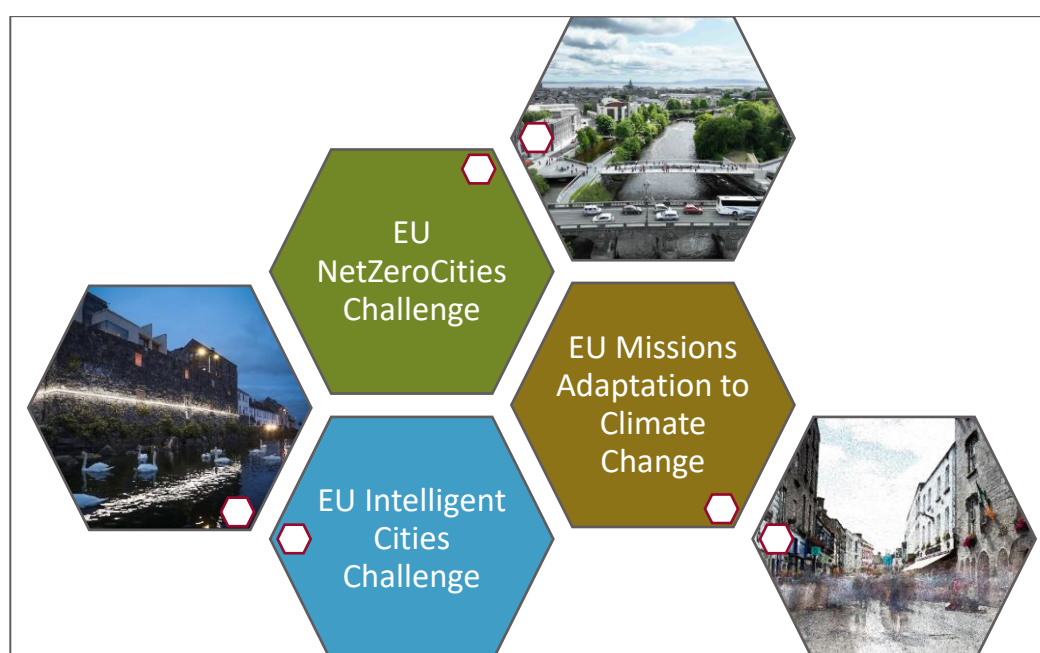 EU
NetZeroCities
Challenge
EU Missions
Adaptation to
Climate
Change
EU Intelligent
Cities
Challenge